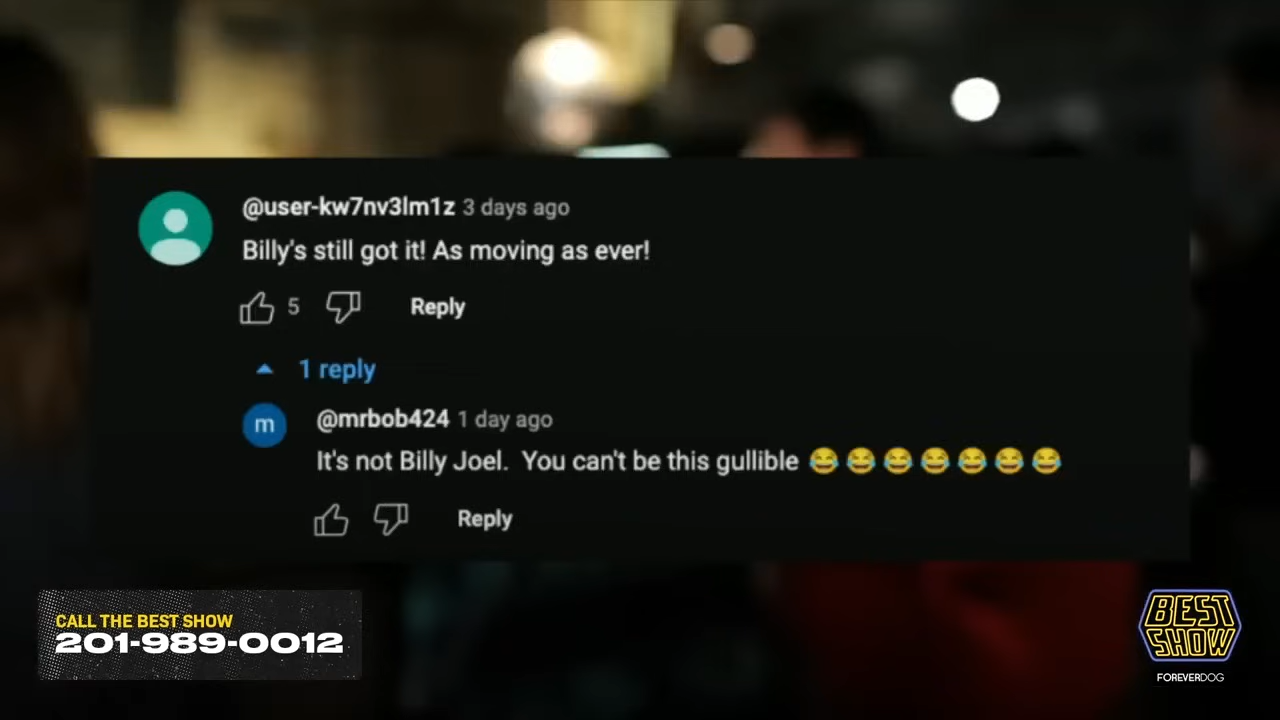 @user-kw7nv3lm1z 3 days ago
Billy's still got it! As moving as ever!
5 Reply
1 reply
m
@mrbob424 1 day ago
It's not Billy Joel. You can't be this gullible 😂😂😂😂😂😂😂
Reply
CALL THE BEST SHOW
201-989-0012
BEST
SHOW
FOREVERDOG